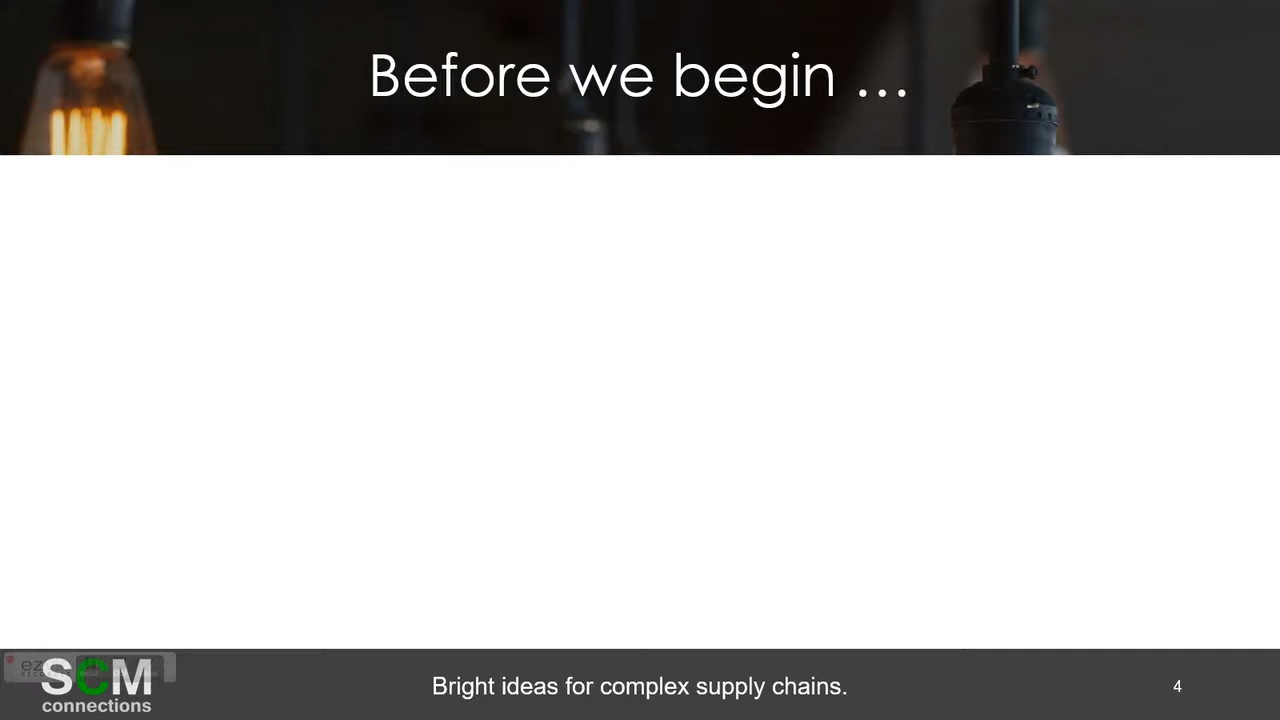 Before we begin ...
SCM
connections
Bright ideas for complex supply chains.
4